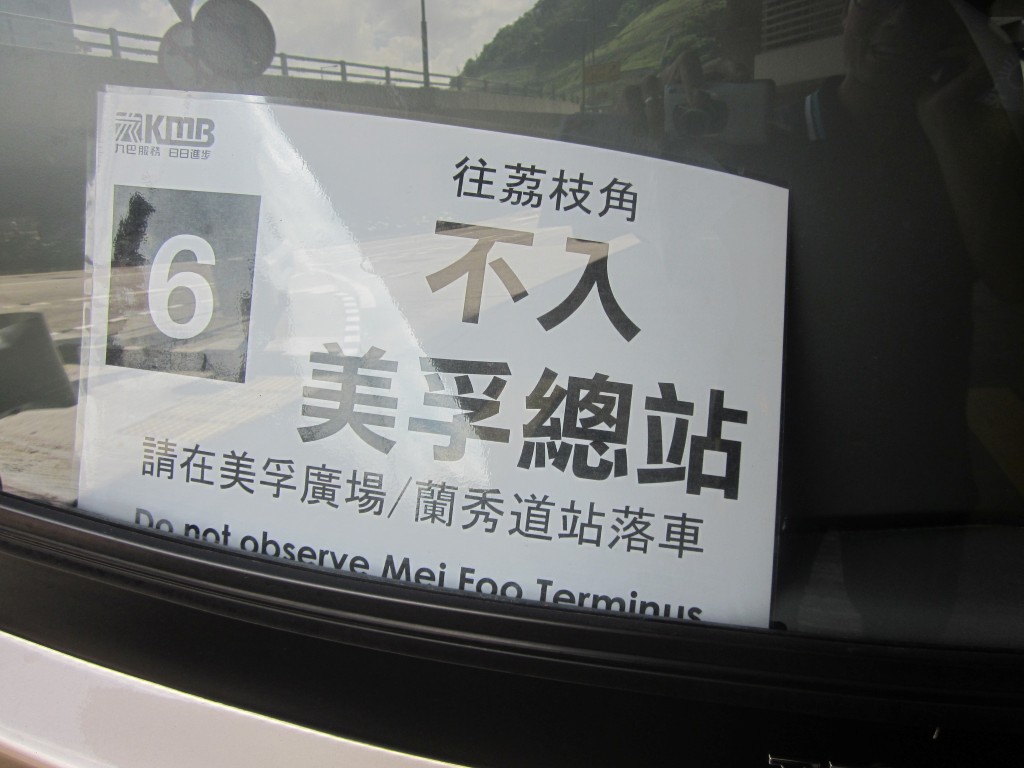 KMB
九巴服務 日日進步
6
往荔枝角
不入
美孚總站
請在美孚廣場/蘭秀道站落車
Do not observe Mei Foo Terminus